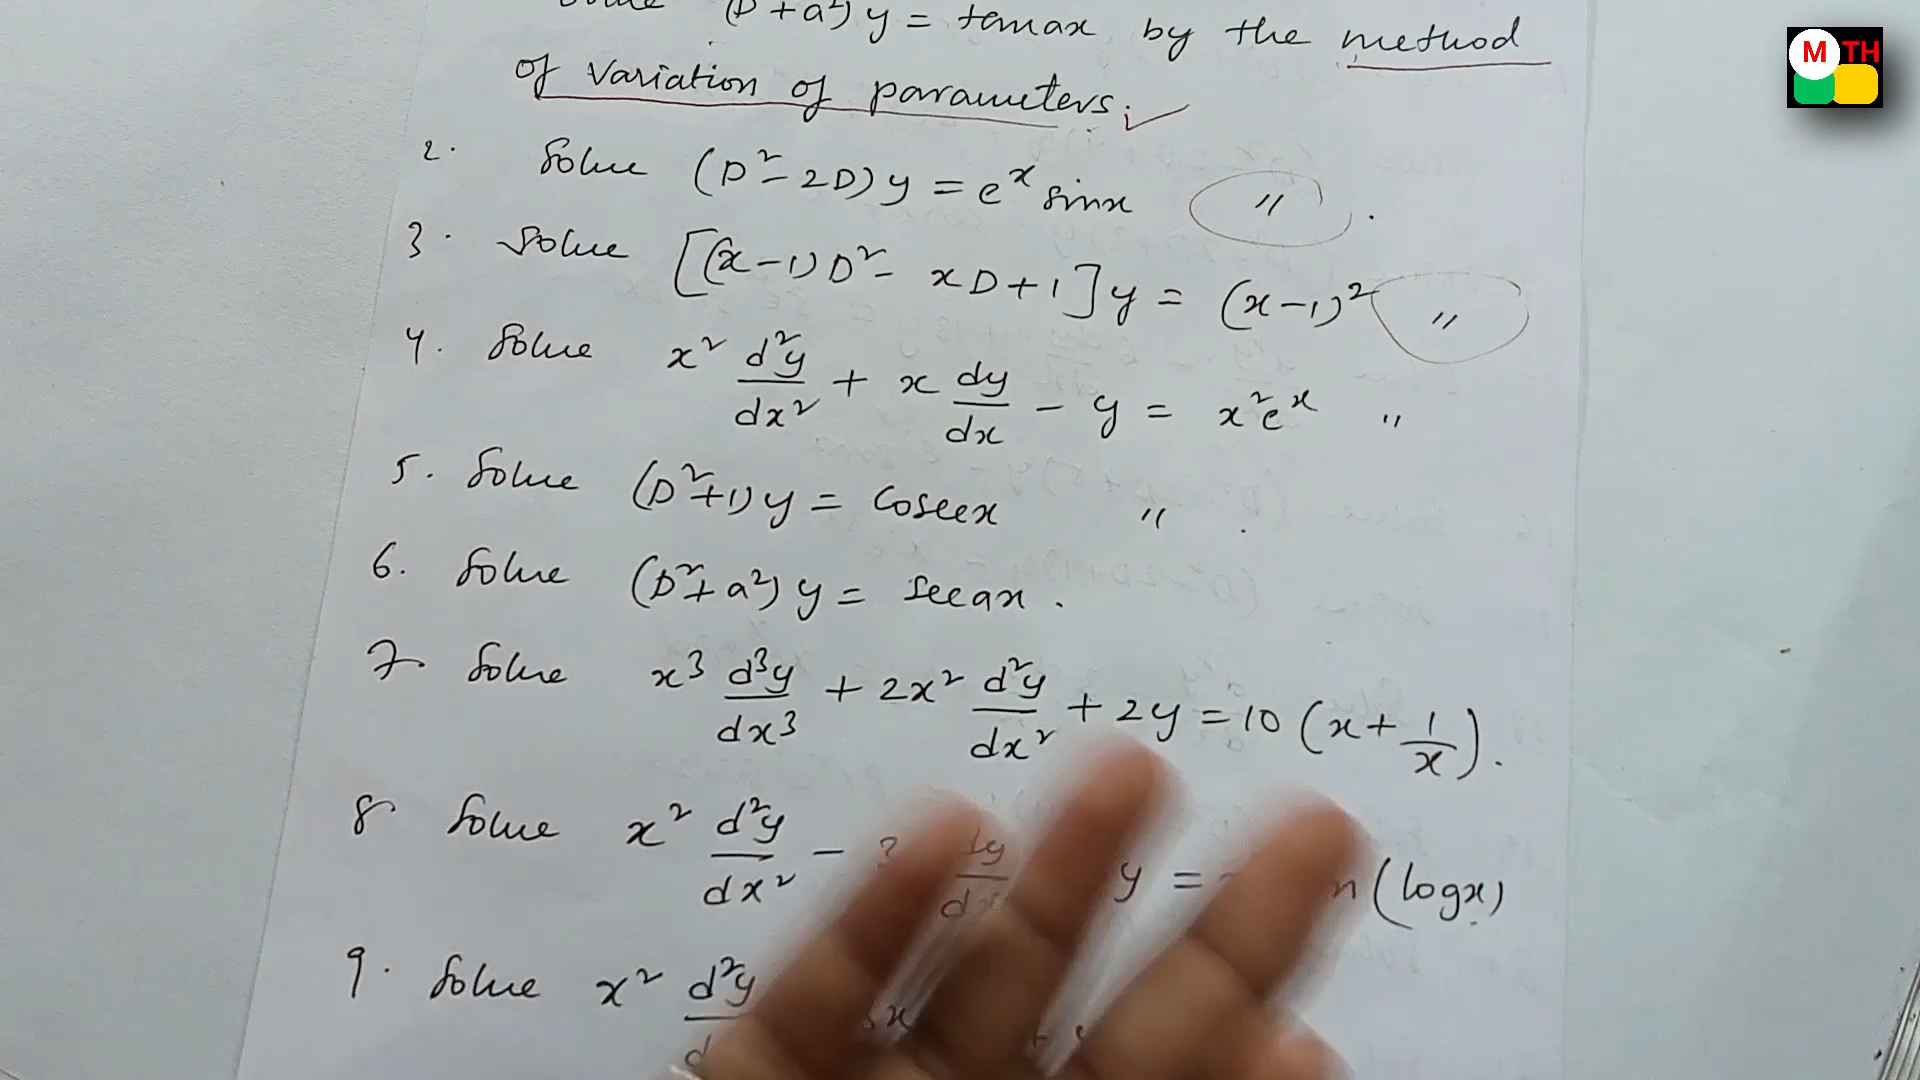 (D²+a²) y = tanax by the method
of variation of parameters.
2. Solve (D²-2D) y = eˣ sinx "
3. Solve [(x-1)D² - xD+1] y = (x-1)² "
4. Solve x² d²y/dx² + x dy/dx - y = x²eˣ "
5. Solve (D²+1) y = Cosecx " .
6. Solve (D²+a²) y = Secax .
7. Solve x³ d³y/dx³ + 2x² d²y/dx² + 2y = 10 (x + 1/x).
8. Solve x² d²y/dx² - y = (logx)
9. Solve x² d²y
M TH